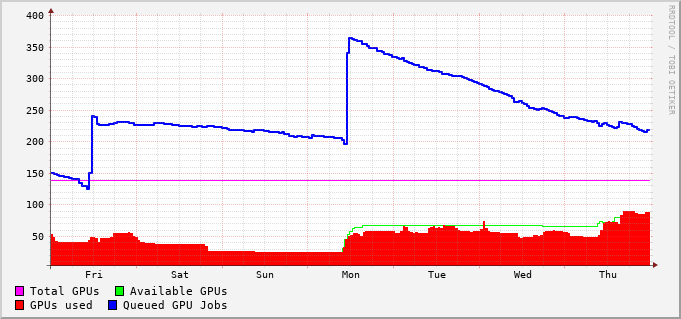 400
350
300
250
200
150
100
50
Fri Sat Sun Mon Tue Wed Thu
Total GPUs Available GPUs
GPUs used Queued GPU Jobs
RRDTOOL / TOBI OETIKER